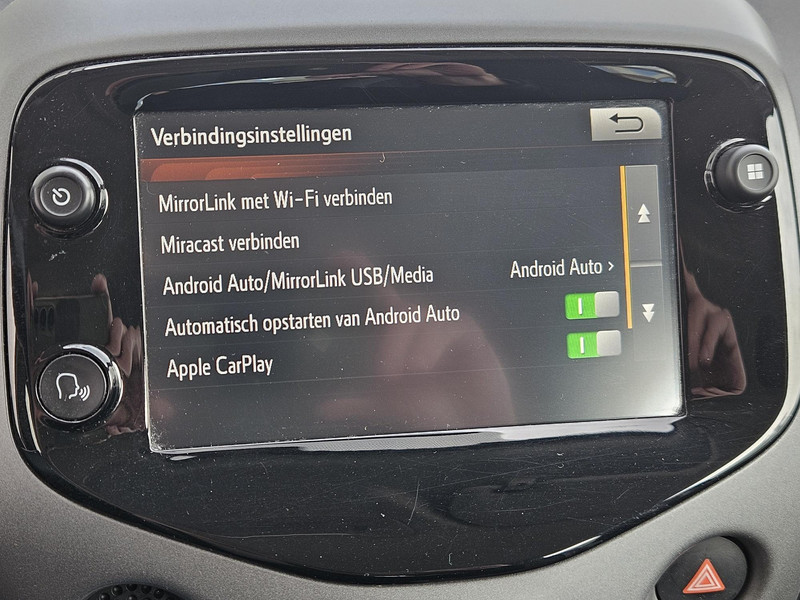 Verbindingsinstellingen
MirrorLink met Wi-Fi verbinden
Miracast verbinden
Android Auto/MirrorLink USB/Media Android Auto >
Automatisch opstarten van Android Auto
Apple CarPlay